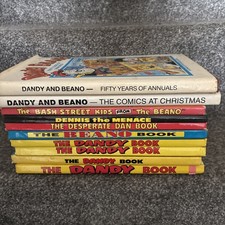 DANDY AND BEANO — FIFTY YEARS OF ANNUALS
DANDY AND BEANO — THE COMICS AT CHRISTMAS
THE BASH STREET KIDS FROM THE BEANO
DENNIS the MENACE
THE DESPERATE DAN BOOK
THE BEANO BOOK
THE DANDY BOOK
THE DANDY BOOK
THE DANDY BOOK
THE DANDY BOOK